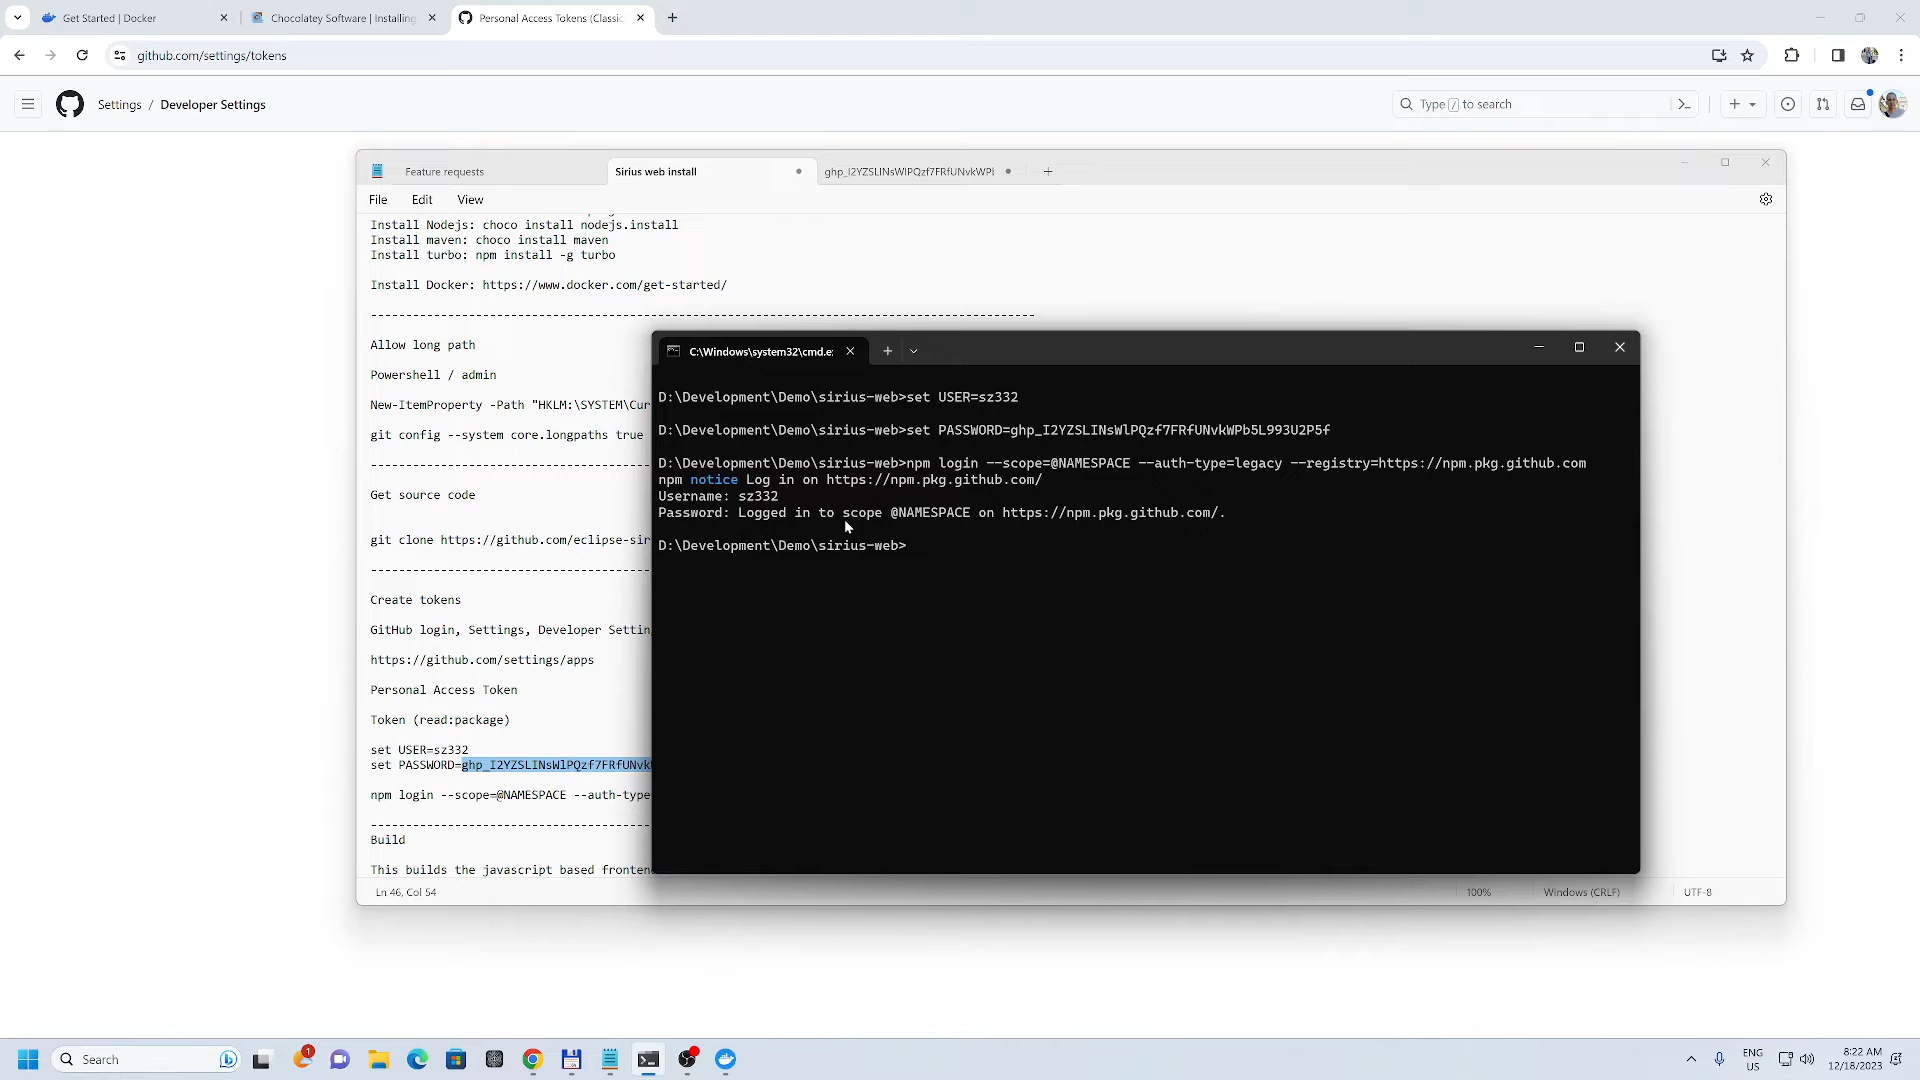 Get Started | Docker
Chocolatey Software | Installing
Personal Access Tokens (Classic
github.com/settings/tokens
Settings / Developer Settings
Type / to search
Feature requests
Sirius web install
ghp_I2YZSLINsWlPQzf7FRfUNvkWPl
File Edit View
Install Nodejs: choco install nodejs.install
Install maven: choco install maven
Install turbo: npm install -g turbo
Install Docker: https://www.docker.com/get-started/
Allow long path
Powershell / admin
New-ItemProperty -Path "HKLM:\SYSTEM\Cur
git config --system core.longpaths true
Get source code
git clone https://github.com/eclipse-sir
Create tokens
GitHub login, Settings, Developer Settin
https://github.com/settings/apps
Personal Access Token
Token (read:package)
set USER=sz332
set PASSWORD=ghp_I2YZSLINsWlPQzf7FRfUNvk
npm login --scope=@NAMESPACE --auth-type
Build
This builds the javascript based fronten
Ln 46, Col 54
100%
Windows (CRLF)
UTF-8
C:\Windows\system32\cmd.e:
D:\Development\Demo\sirius-web>set USER=sz332
D:\Development\Demo\sirius-web>set PASSWORD=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
D:\Development\Demo\sirius-web>npm login --scope=@NAMESPACE --auth-type=legacy --registry=https://npm.pkg.github.com
npm notice Log in on https://npm.pkg.github.com/
Username: sz332
Password: Logged in to scope @NAMESPACE on https://npm.pkg.github.com/.
D:\Development\Demo\sirius-web>
Search
1
ENG
US
8:22 AM
12/18/2023